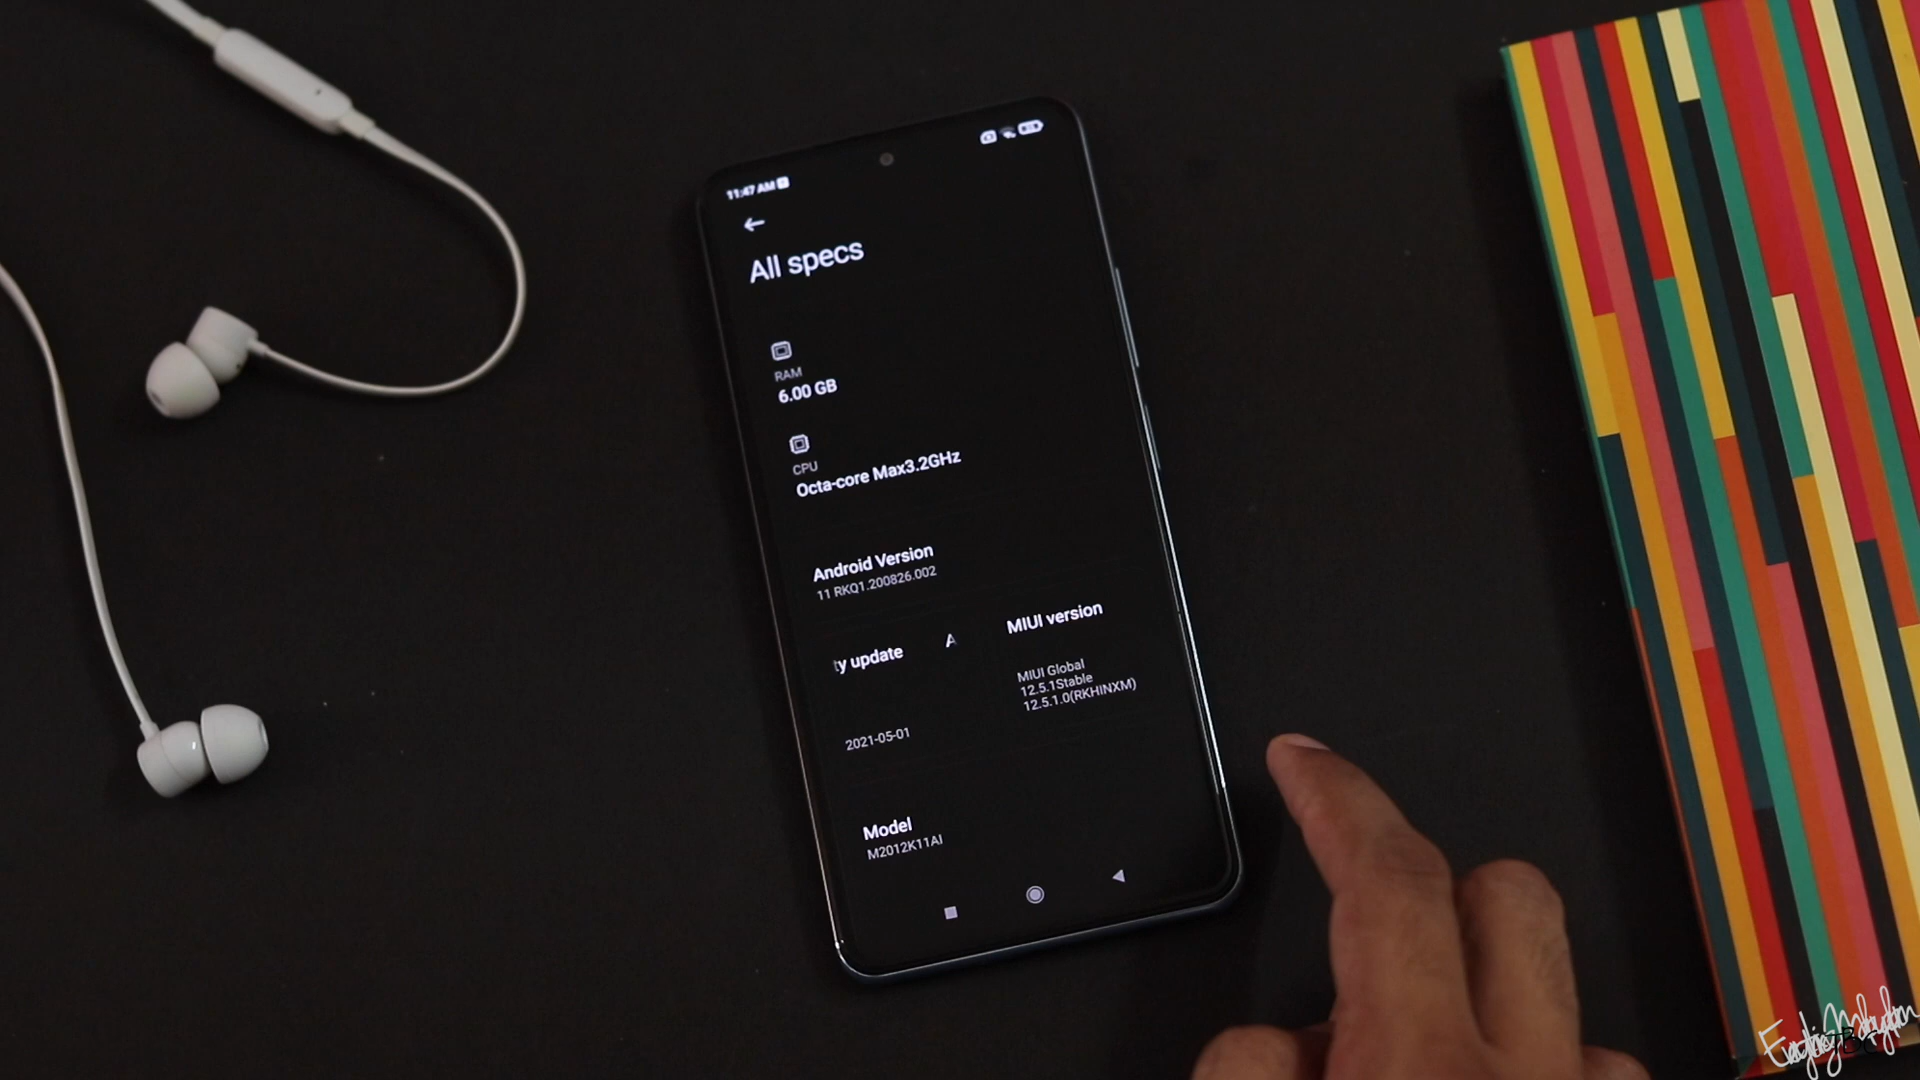 11:47 AM
All specs
RAM
6.00 GB
CPU
Octa-core Max3.2GHz
Android Version
11 RKQ1.200826.002
ty update A
2021-05-01
MIUI version
MIUI Global
12.5.1Stable
12.5.1.0(RKHINXM)
Model
M2012K11AI